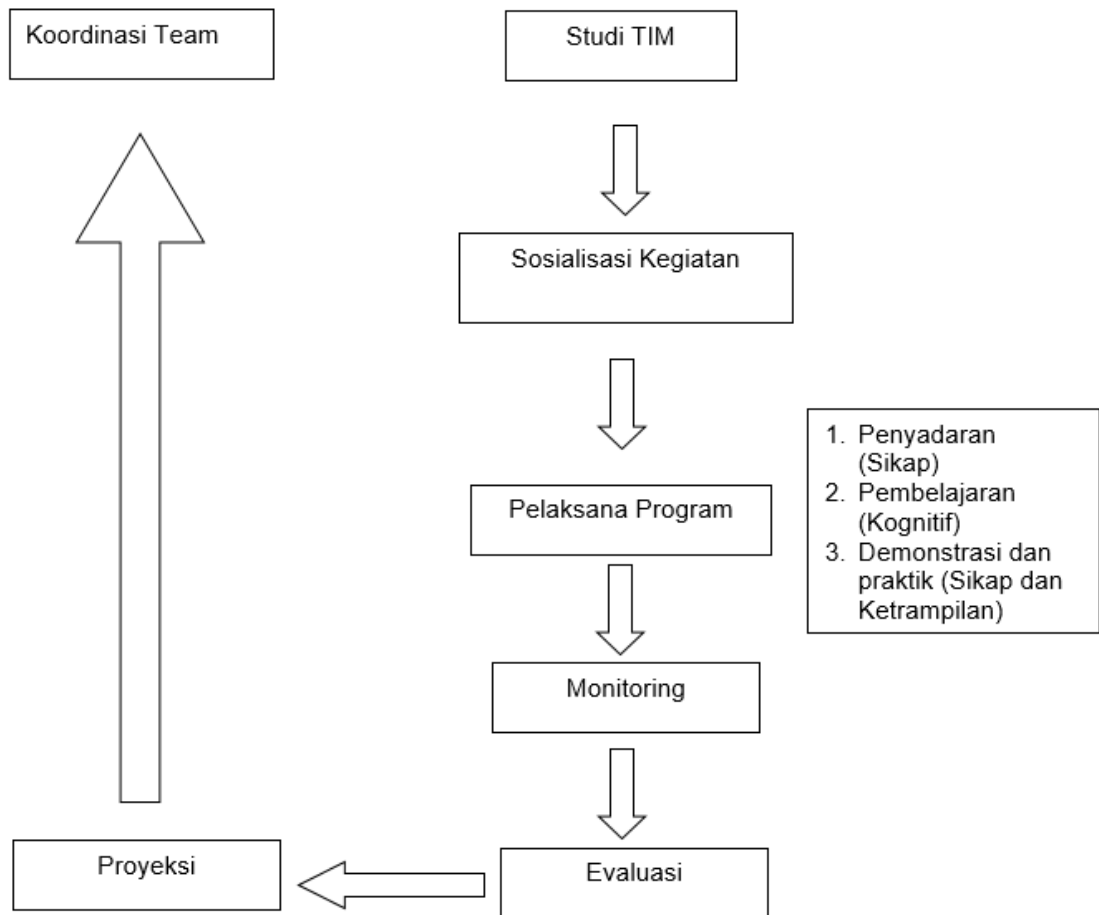 Koordinasi Team
Studi TIM
Sosialisasi Kegiatan
1. Penyadaran
(Sikap)
2. Pembelajaran
(Kognitif)
3. Demonstrasi dan
praktik (Sikap dan
Ketrampilan)
Pelaksana Program
Monitoring
Proyeksi
Evaluasi